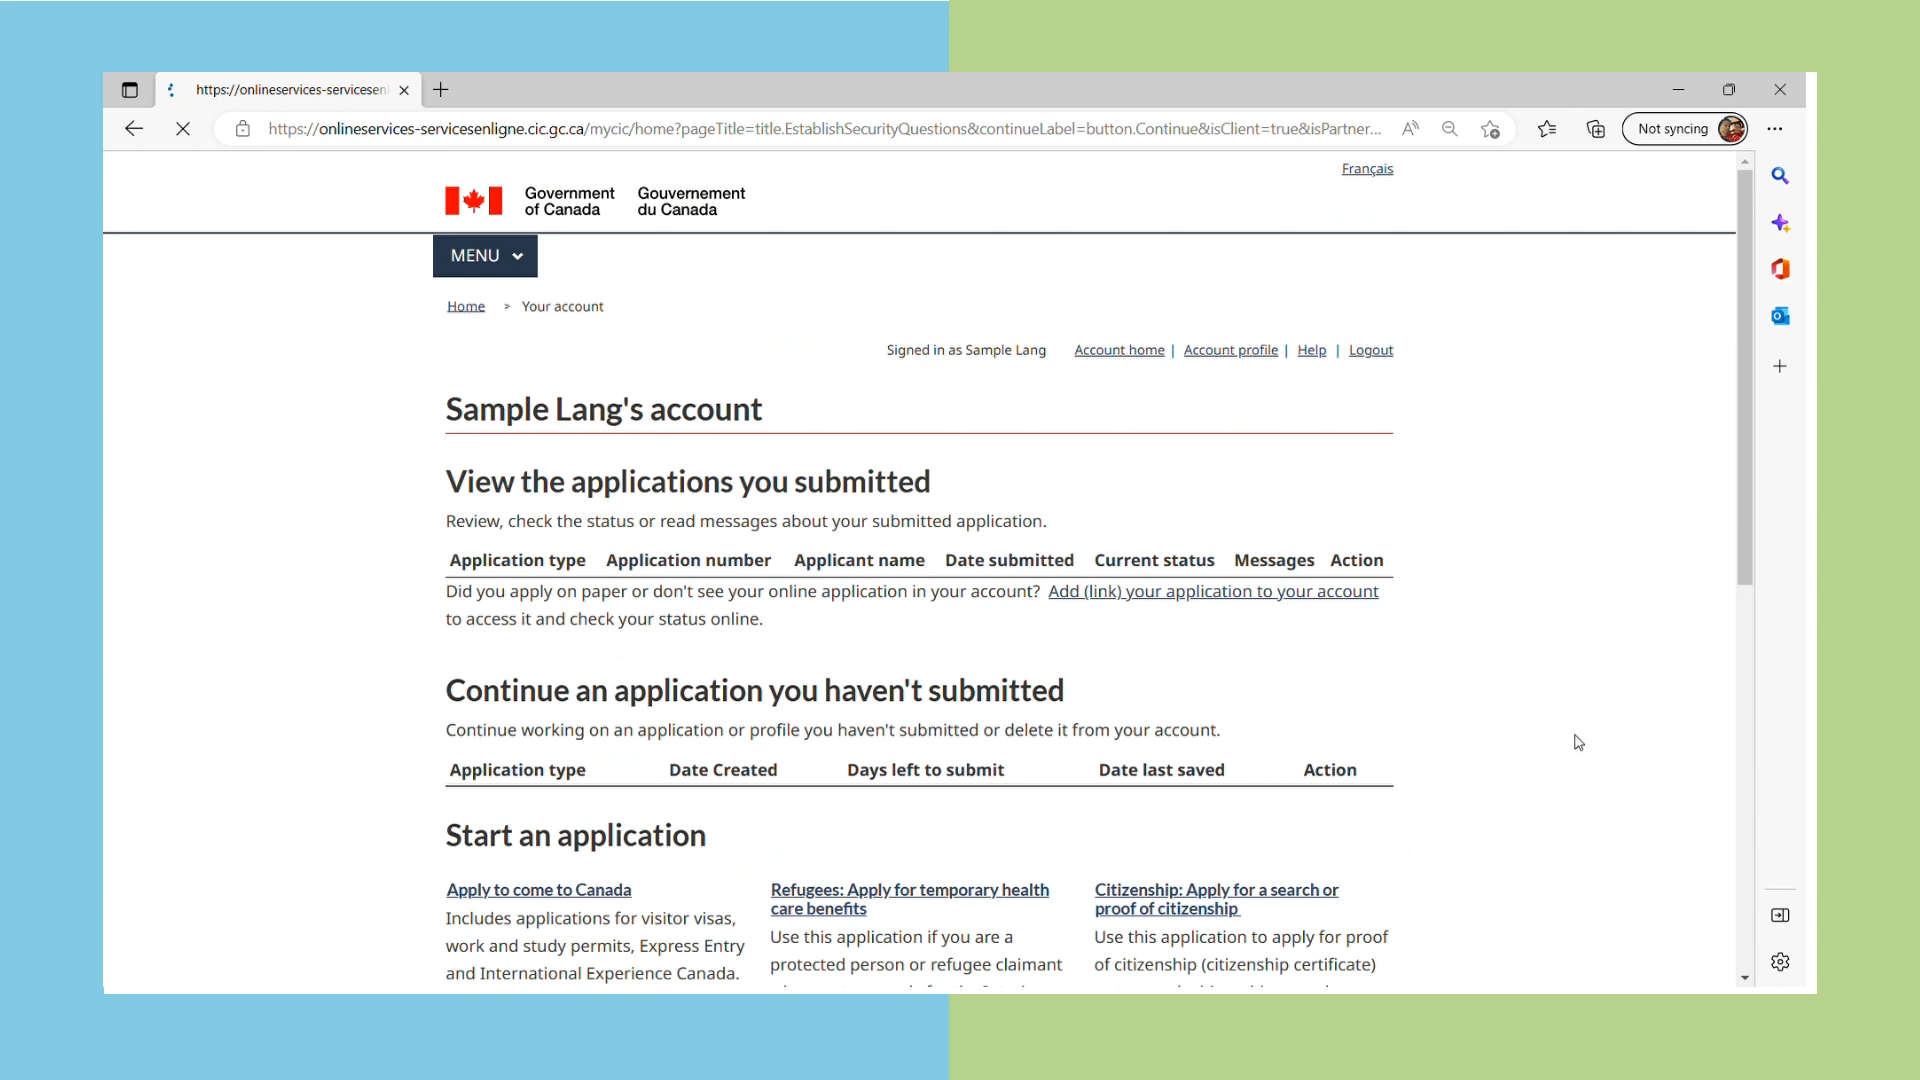 https://onlineservices-servicesen
https://onlineservices-servicesenligne.cic.gc.ca/mycic/home?pageTitle=title.EstablishSecurityQuestions&continueLabel=button.Continue&isClient=true&isPartner...
Not syncing
Français
Government of Canada
Gouvernement du Canada
MENU
Home > Your account
Signed in as Sample Lang Account home | Account profile | Help | Logout
Sample Lang's account
View the applications you submitted
Review, check the status or read messages about your submitted application.
Application type Application number Applicant name Date submitted Current status Messages Action
Did you apply on paper or don't see your online application in your account? Add (link) your application to your account
to access it and check your status online.
Continue an application you haven't submitted
Continue working on an application or profile you haven't submitted or delete it from your account.
Application type Date Created Days left to submit Date last saved Action
Start an application
Apply to come to Canada
Includes applications for visitor visas,
work and study permits, Express Entry
and International Experience Canada.
Refugees: Apply for temporary health
care benefits
Use this application if you are a
protected person or refugee claimant
Citizenship: Apply for a search or
proof of citizenship
Use this application to apply for proof
of citizenship (citizenship certificate)